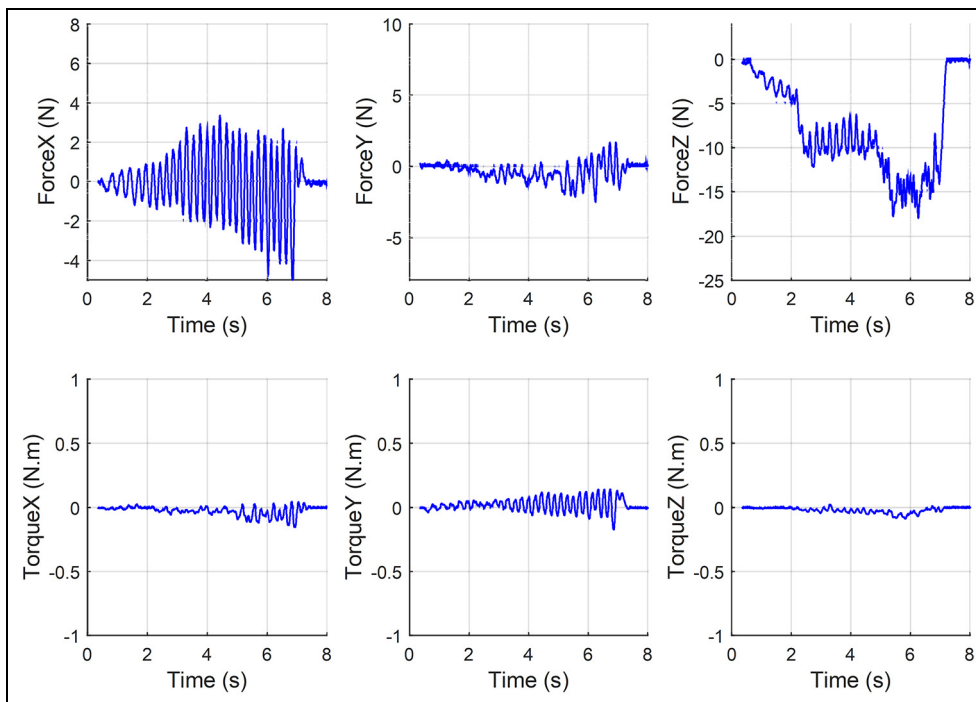 ForceX (N)
8
6
4
2
0
-2
-4
0 2 4 6 8
Time (s)
ForceY (N)
10
5
0
-5
0 2 4 6 8
Time (s)
ForceZ (N)
0
-5
-10
-15
-20
-25
0 2 4 6 8
Time (s)
TorqueX (N.m)
1
0.5
0
-0.5
-1
0 2 4 6 8
Time (s)
TorqueY (N.m)
1
0.5
0
-0.5
-1
0 2 4 6 8
Time (s)
TorqueZ (N.m)
1
0.5
0
-0.5
-1
0 2 4 6 8
Time (s)